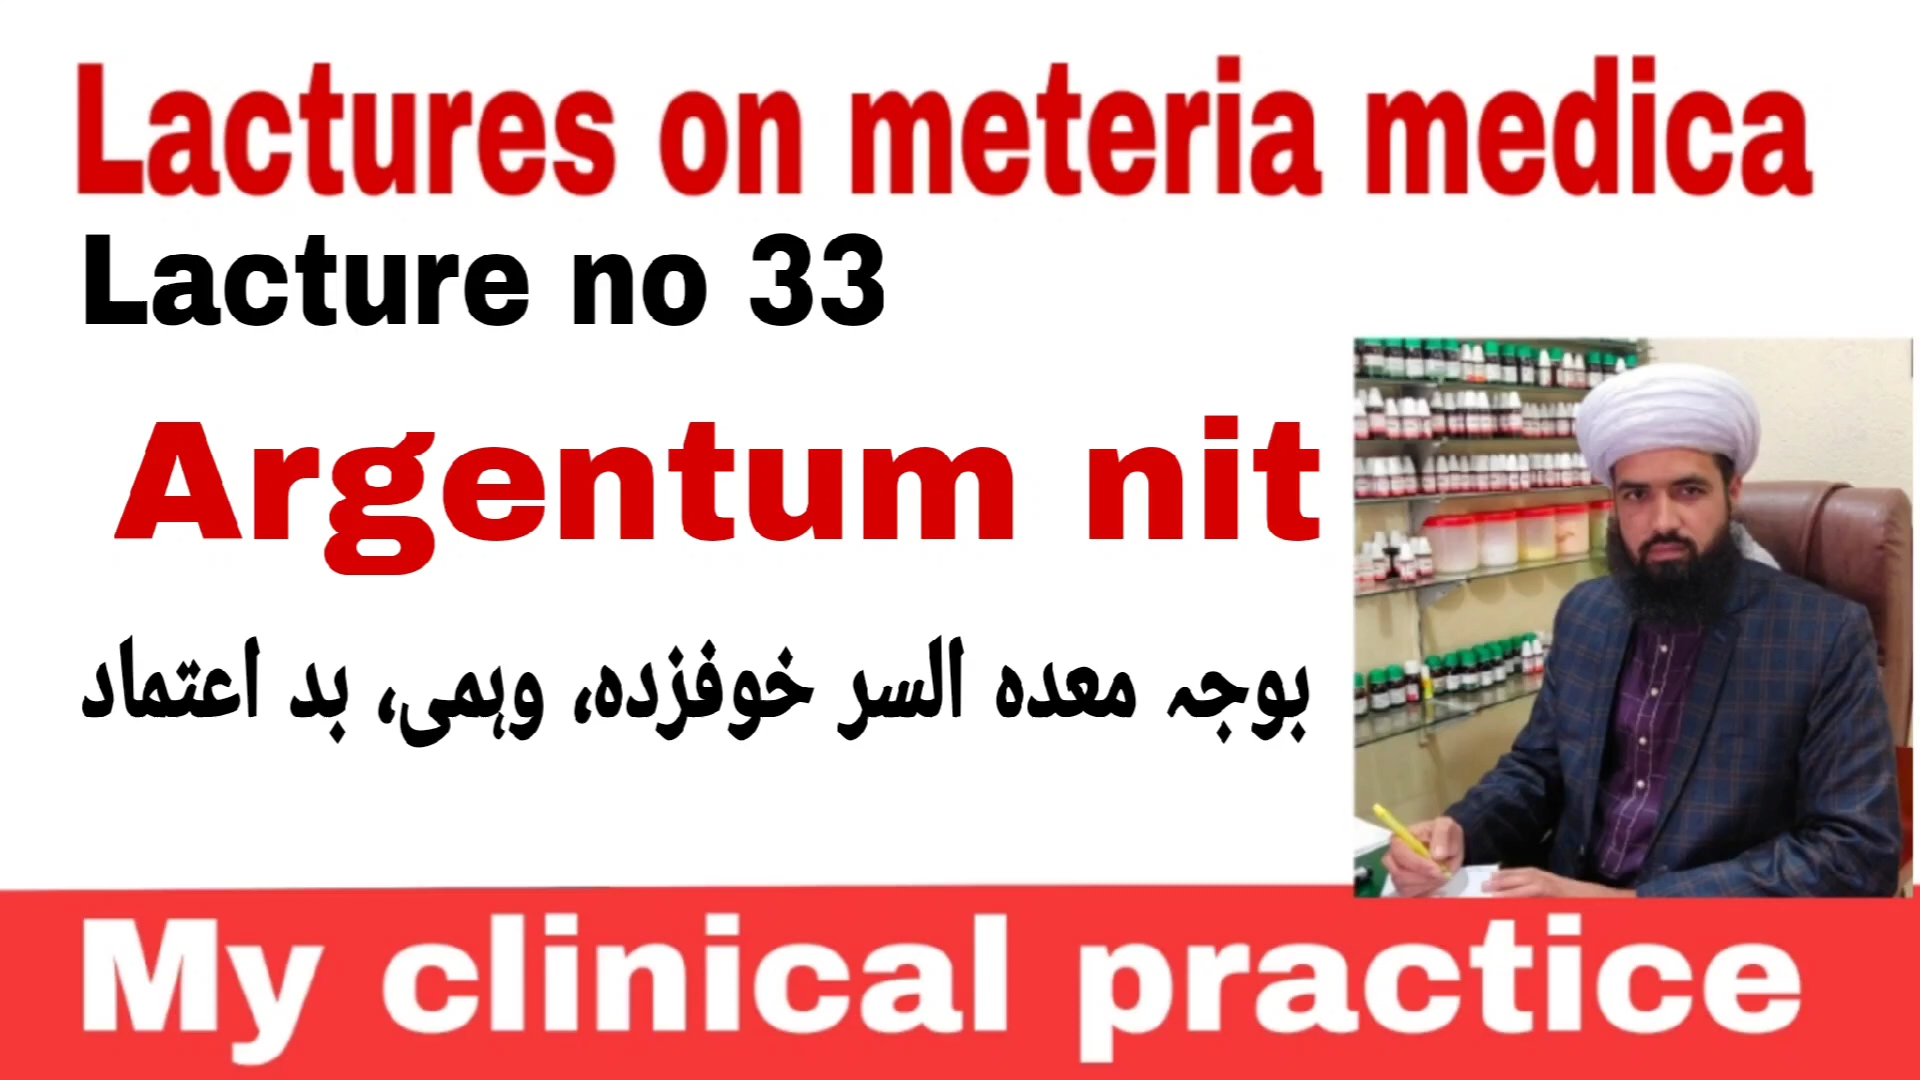 Lactures on meteria medica
Lacture no 33
Argentum nit
بوجہ معدہ السر خوفزدہ، وہمی، بد اعتماد
My clinical practice